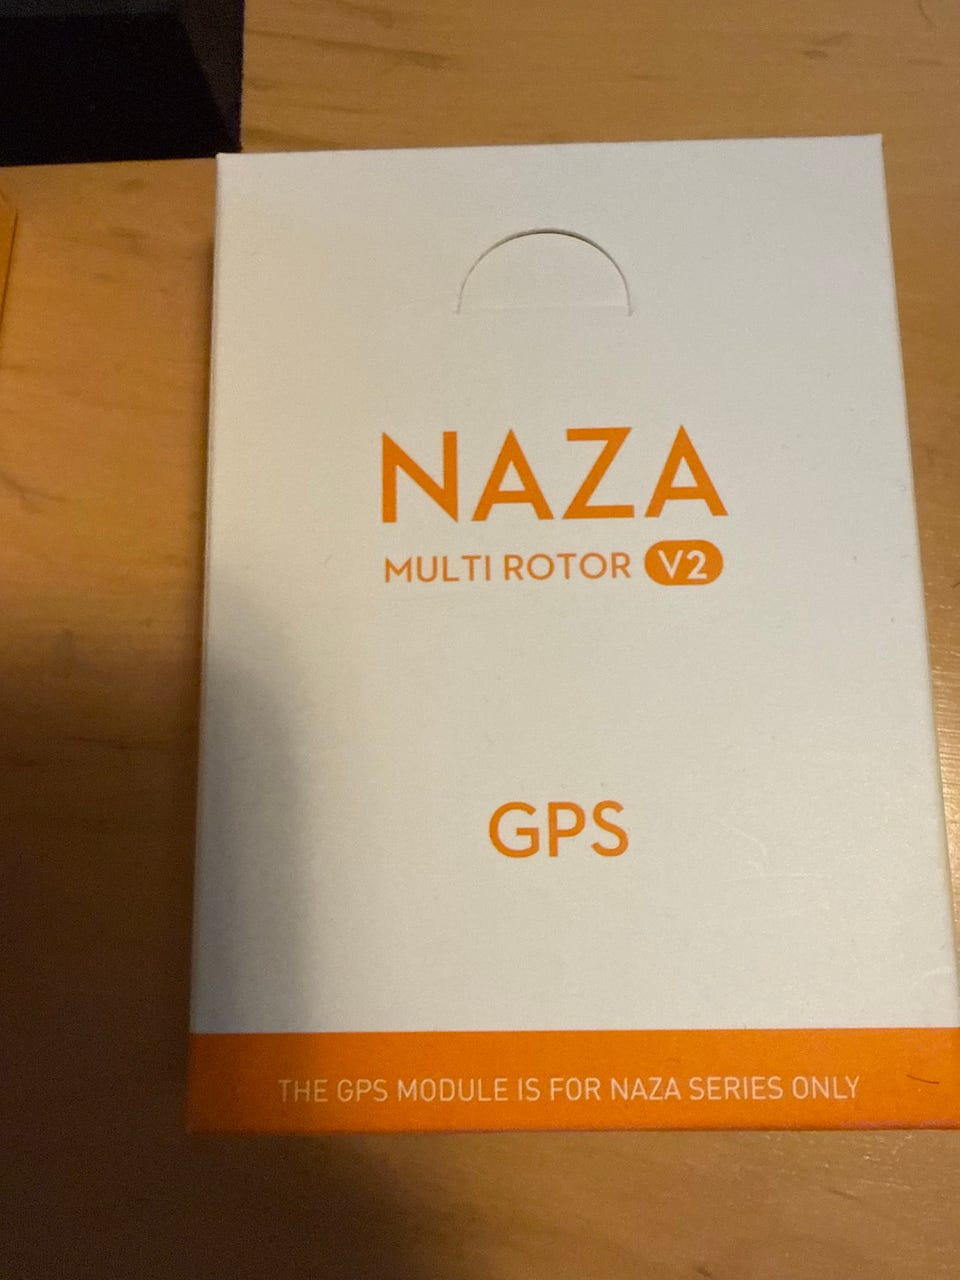 NAZA
MULTI ROTOR V2
GPS
THE GPS MODULE IS FOR NAZA SERIES ONLY